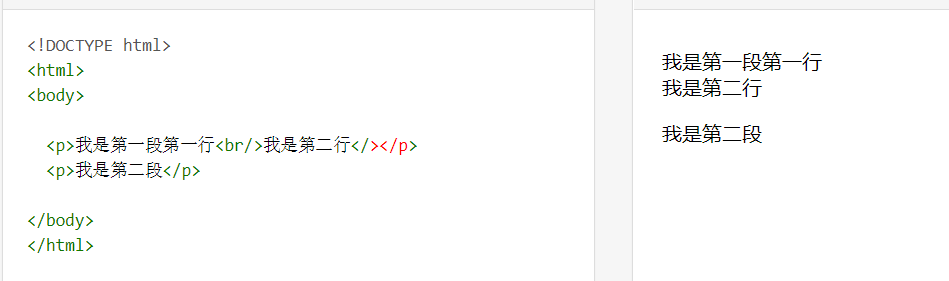 <!DOCTYPE html>
<html>
<body>
<p>我是第一段第一行<br/>我是第二行</></p>
<p>我是第二段</p>
</body>
</html>
我是第一段第一行
我是第二行
我是第二段